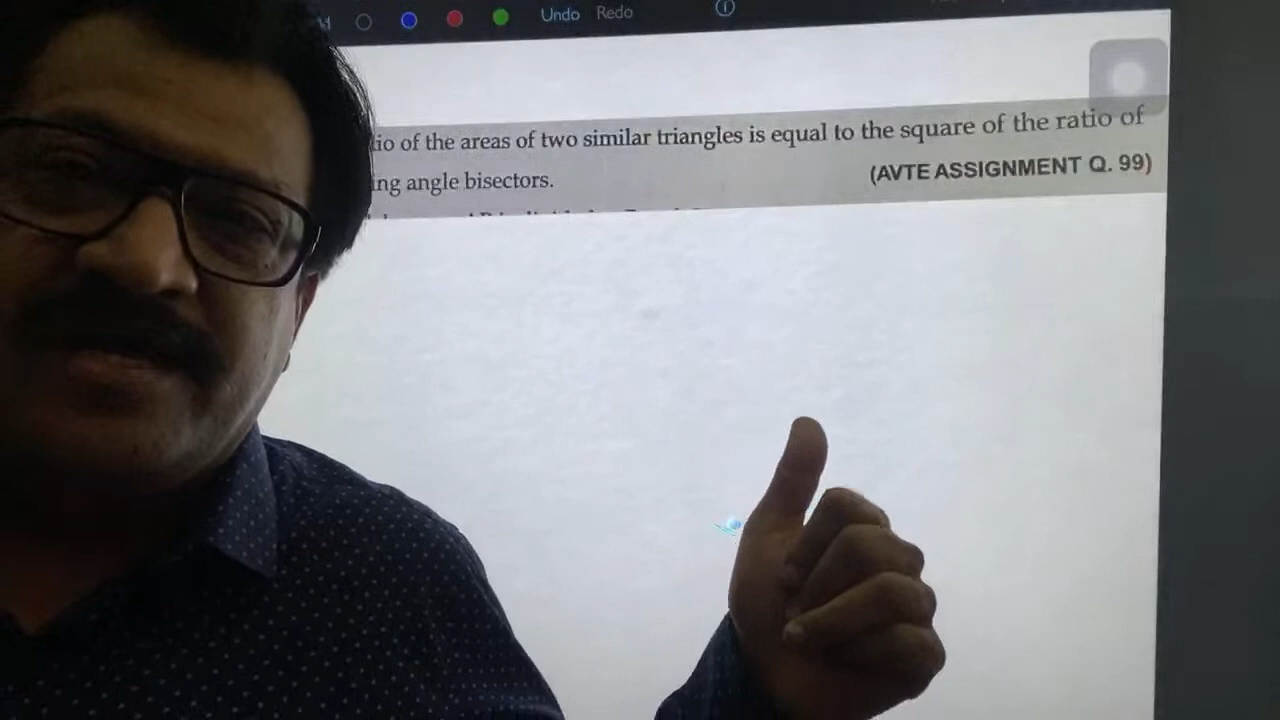 Undo Redo
tio of the areas of two similar triangles is equal to the square of the ratio of
ing angle bisectors.
(AVTE ASSIGNMENT Q. 99)